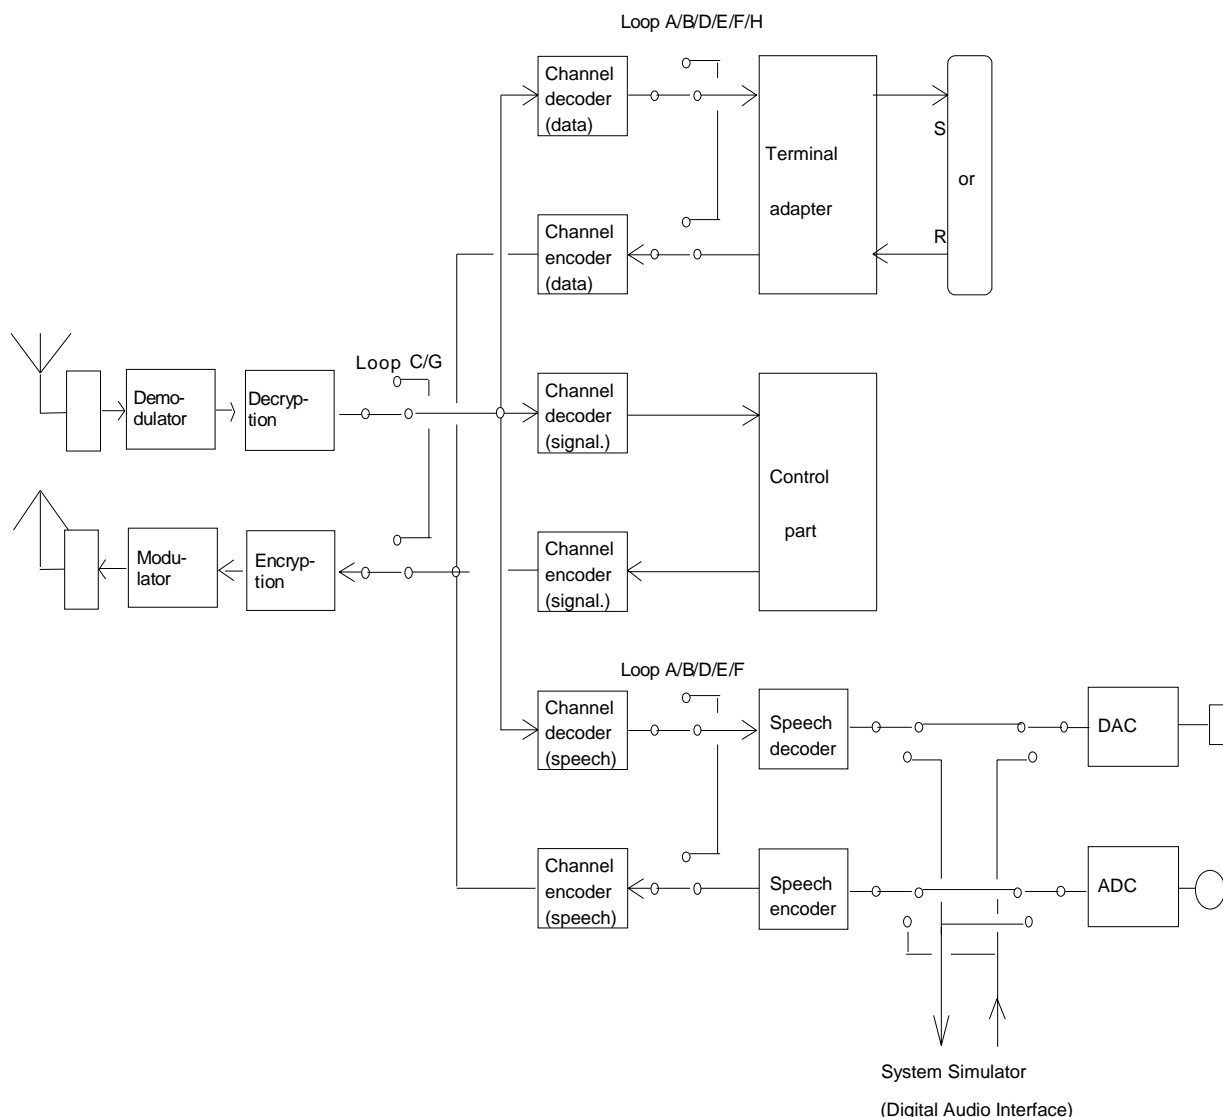 Loop A/B/D/E/F/H
Channel
decoder
(data)
Terminal
adapter
S
or
R
Channel
encoder
(data)
Loop C/G
Demo-
dulator
Decryp-
tion
Channel
decoder
(signal.)
Control
part
Modu-
lator
Encryp-
tion
Channel
encoder
(signal.)
Loop A/B/D/E/F
Channel
decoder
(speech)
Speech
decoder
DAC
Channel
encoder
(speech)
Speech
encoder
ADC
System Simulator
(Digital Audio Interface)